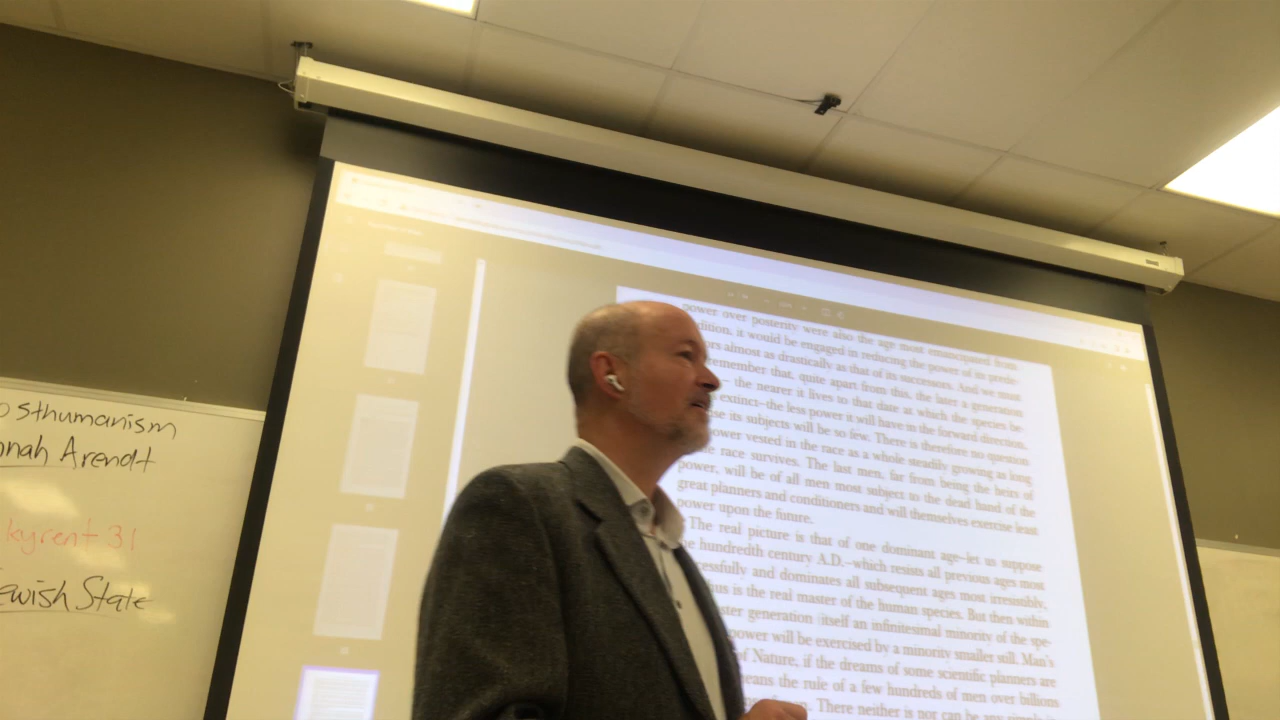 osthumanism
nnah Arendt
kyrent 31
ewish State
power over posterity were also the age most emancipated from
dition, it would be engaged in reducing the power of its prede-
rs almost as drastically as that of its successors. And we must
remember that, quite apart from this, the later a generation
— the nearer it lives to that date at which the species be-
exinct—the less power it will have in the forward direction,
se its subjects will be so few. There is therefore no question
ower vested in the race as a whole steadily growing as long
e race survives. The last men, far from being the heirs of
power, will be of all men most subject to the dead hand of the
great planners and conditioners and will themselves exercise least
power upon the future.
The real picture is that of one dominant age—let us suppose
e hundredth century A.D.—which resists all previous ages most
cessfully and dominates all subsequent ages most irresistibly,
us is the real master of the human species. But then within
ster generation itself an infinitesimal minority of the spe-
power will be exercised by a minority smaller still. Man's
of Nature, if the dreams of some scientific planners are
eans the rule of a few hundreds of men over billions
There neither is nor can be any